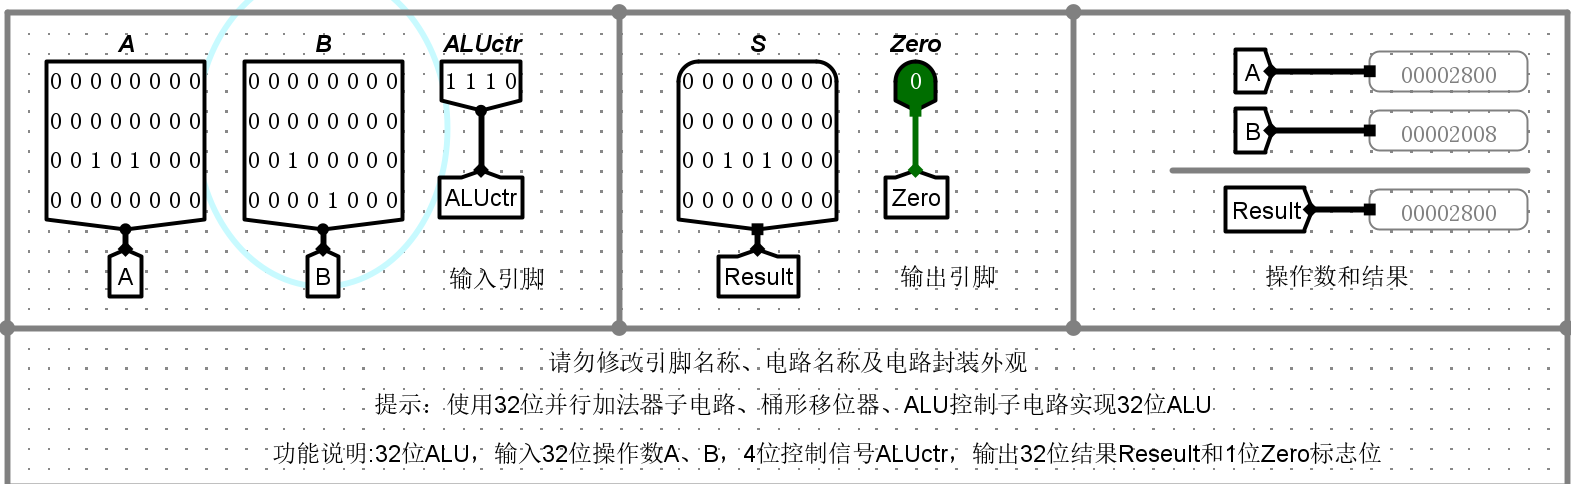 A B ALUctr S Zero
0 0 0 0 0 0 0 0 0 0 0 0 0 0 0 0 1 1 1 0 0 0 0 0 0 0 0 0 0 A 00002800
0 0 0 0 0 0 0 0 0 0 0 0 0 0 0 0 0 0 0 0 0 0 0 0 B 00002008
0 0 1 0 1 0 0 0 0 0 1 0 0 0 0 0 0 0 1 0 1 0 0 0
0 0 0 0 0 0 0 0 0 0 0 0 1 0 0 0 ALUctr 0 0 0 0 0 0 0 0 Zero Result 00002800
A B 输入引脚 Result 输出引脚 操作数和结果
请勿修改引脚名称、电路名称及电路封装外观
提示：使用32位并行加法器子电路、桶形移位器、ALU控制子电路实现32位ALU
功能说明:32位ALU，输入32位操作数A、B，4位控制信号ALUctr，输出32位结果Reseult和1位Zero标志位